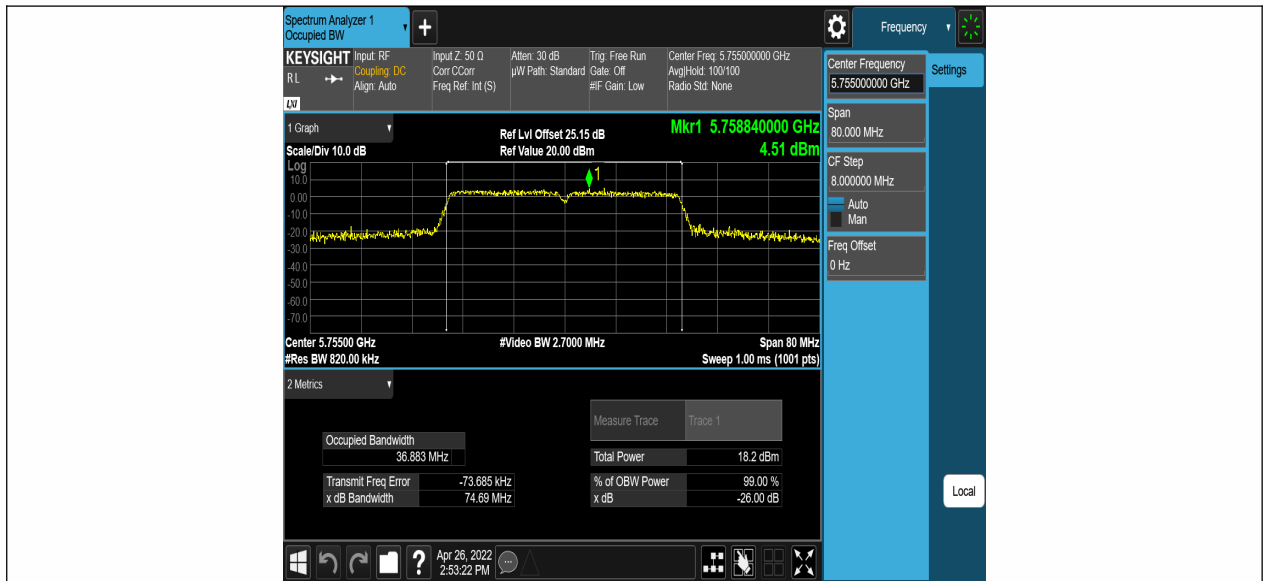 Spectrum Analyzer 1
Occupied BW
+
Frequency
KEYSIGHT
RL
LXI
Input: RF
Coupling: DC
Align: Auto
Input Z: 50 Ω
Corr CCorr
Freq Ref: Int (S)
Atten: 30 dB
µW Path: Standard
Trig: Free Run
Gate: Off
#IF Gain: Low
Center Freq: 5.755000000 GHz
Avg|Hold: 100/100
Radio Std: None
Center Frequency
5.755000000 GHz
Settings
Span
80.000 MHz
CF Step
8.000000 MHz
Auto
Man
Freq Offset
0 Hz
Local
1 Graph
Scale/Div 10.0 dB
Ref Lvl Offset 25.15 dB
Ref Value 20.00 dBm
Mkr1 5.758840000 GHz
4.51 dBm
Log
1
10.0
0.00
-10.0
-20.0
-30.0
-40.0
-50.0
-60.0
-70.0
Center 5.75500 GHz
#Video BW 2.7000 MHz
Span 80 MHz
#Res BW 820.00 kHz
Sweep 1.00 ms (1001 pts)
2 Metrics
Measure Trace
Trace 1
Occupied Bandwidth
36.883 MHz
Total Power
18.2 dBm
Transmit Freq Error
-73.685 kHz
% of OBW Power
99.00 %
x dB Bandwidth
74.69 MHz
x dB
-26.00 dB
?
Apr 26, 2022
2:53:22 PM